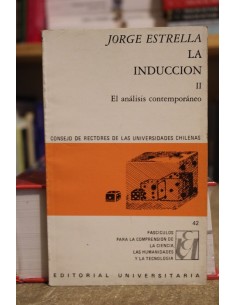 JORGE ESTRELLA
LA
INDUCCION
II
El análisis contemporáneo
CONSEJO DE RECTORES DE LAS UNIVERSIDADES CHILENAS
42
FASCICULOS
PARA LA COMPRENSION DE
LA CIENCIA,
LAS HUMANIDADES
Y LA TECNOLOGIA
EDITORIAL UNIVERSITARIA